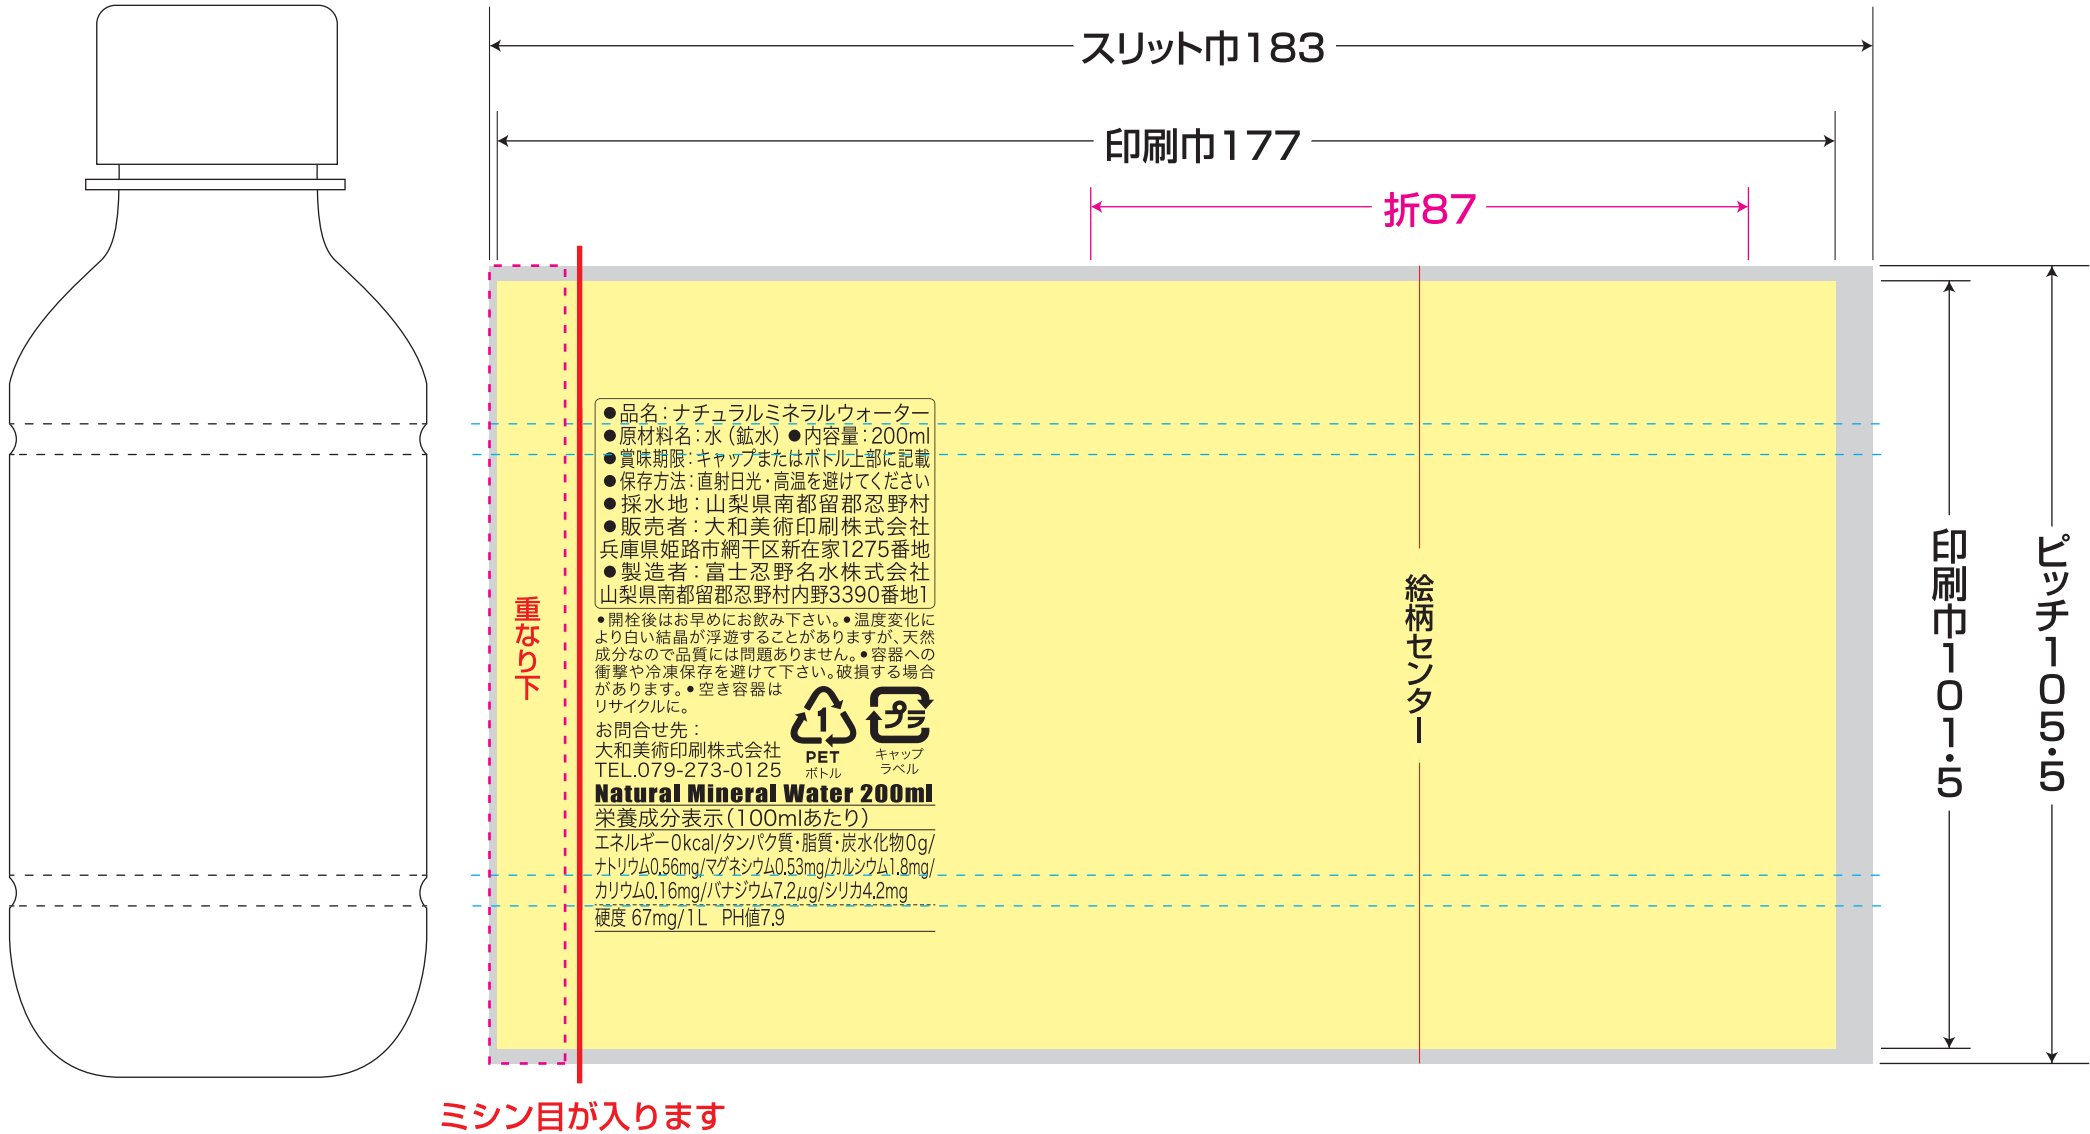 スリット巾183
印刷巾177
折87
●品名：ナチュラルミネラルウォーター
●原材料名：水（鉱水）●内容量：200ml
●賞味期限：キャップまたはボトル上部に記載
●保存方法：直射日光・高温を避けてください
●採水地：山梨県南都留郡忍野村
●販売者：大和美術印刷株式会社
兵庫県姫路市網干区新在家1275番地
●製造者：富士忍野名水株式会社
山梨県南都留郡忍野村内野3390番地1
•開栓後はお早めにお飲み下さい。•温度変化に
より白い結晶が浮遊することがありますが、天然
成分なので品質には問題ありません。•容器への
衝撃や冷凍保存を避けて下さい。破損する場合
があります。•空き容器は
リサイクルに。
お問合せ先：
大和美術印刷株式会社
TEL.079-273-0125
1
PET
ボトル
プラ
キャップ
ラベル
Natural Mineral Water 200ml
栄養成分表示（100mlあたり）
エネルギー0kcal/タンパク質・脂質・炭水化物0g/
ナトリウム0.56mg/マグネシウム0.53mg/カルシウム1.8mg/
カリウム0.16mg/バナジウム7.2μg/シリカ4.2mg
硬度 67mg/1L　PH値7.9
重なり下
絵柄センター
印刷巾101・5
ピッチ105・5
ミシン目が入ります